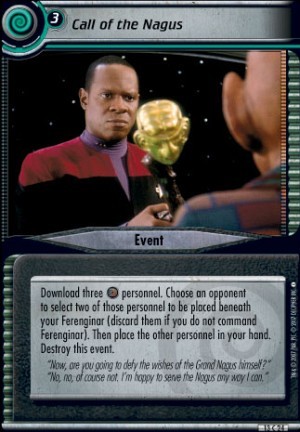 3
Call of the Nagus
Event
Download three personnel. Choose an opponent
to select two of those personnel to be placed beneath
your Ferenginar (discard them if you do not command
Ferenginar). Then place the other personnel in your hand.
Destroy this event.
"Now, are you going to defy the wishes of the Grand Nagus himself?"
"No, no, of course not. I'm happy to serve the Nagus any way I can."